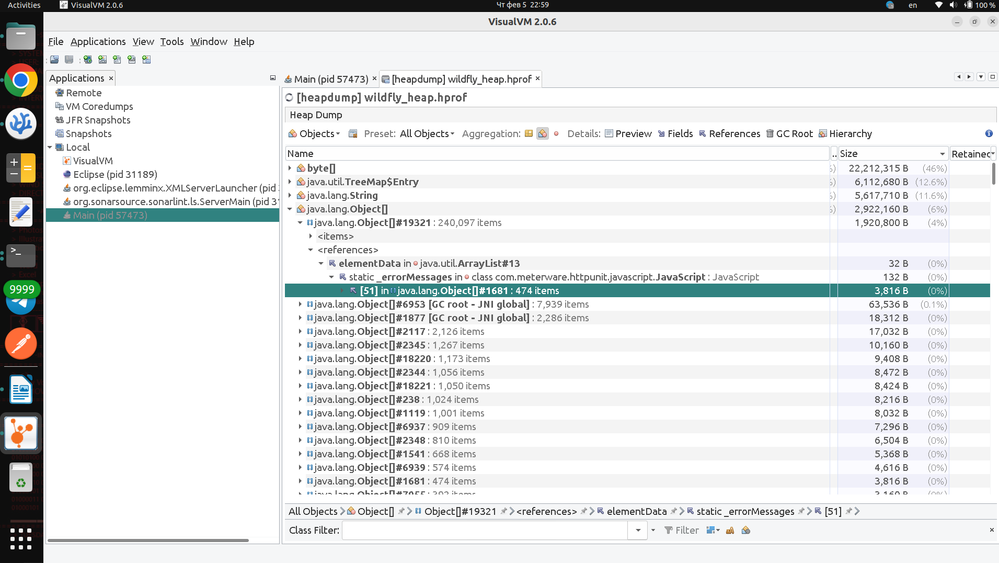 Activities
VisualVM 2.0.6
Чт фев 5 22:59
en
100 %
VisualVM 2.0.6
File Applications View Tools Window Help
Applications
Remote
VM Coredumps
JFR Snapshots
Snapshots
Local
VisualVM
Eclipse (pid 31189)
org.eclipse.lemminx.XMLServerLauncher (pid
org.sonarsource.sonarlint.ls.ServerMain (pid 3
Main (pid 57473)
9999
Main (pid 57473)
[heapdump] wildfly_heap.hprof
[heapdump] wildfly_heap.hprof
Heap Dump
Objects Preset: All Objects Aggregation: Details: Preview Fields References GC Root Hierarchy
Name .. Size Retained
byte[] 22,212,315 B (46%)
java.util.TreeMap$Entry 6,112,680 B (12.6%)
java.lang.String 5,617,710 B (11.6%)
java.lang.Object[] 2,922,160 B (6%)
java.lang.Object[]#19321 : 240,097 items 1,920,800 B (4%)
<items>
<references>
elementData in java.util.ArrayList#13 32 B (0%)
static _errorMessages in class com.meterware.httpunit.javascript.JavaScript : JavaScript 132 B (0%)
[51] in java.lang.Object[]#1681 : 474 items 3,816 B (0%)
java.lang.Object[]#6953 [GC root - JNI global] : 7,939 items 63,536 B (0.1%)
java.lang.Object[]#1877 [GC root - JNI global] : 2,286 items 18,312 B (0%)
java.lang.Object[]#2117 : 2,126 items 17,032 B (0%)
java.lang.Object[]#2345 : 1,267 items 10,160 B (0%)
java.lang.Object[]#18220 : 1,173 items 9,408 B (0%)
java.lang.Object[]#2344 : 1,056 items 8,472 B (0%)
java.lang.Object[]#18221 : 1,050 items 8,424 B (0%)
java.lang.Object[]#238 : 1,024 items 8,216 B (0%)
java.lang.Object[]#1119 : 1,001 items 8,032 B (0%)
java.lang.Object[]#6937 : 909 items 7,296 B (0%)
java.lang.Object[]#2348 : 810 items 6,504 B (0%)
java.lang.Object[]#1541 : 668 items 5,368 B (0%)
java.lang.Object[]#6939 : 574 items 4,616 B (0%)
java.lang.Object[]#1681 : 474 items 3,816 B (0%)
All Objects Object[] Object[]#19321 <references> elementData static _errorMessages [51]
Class Filter: Filter